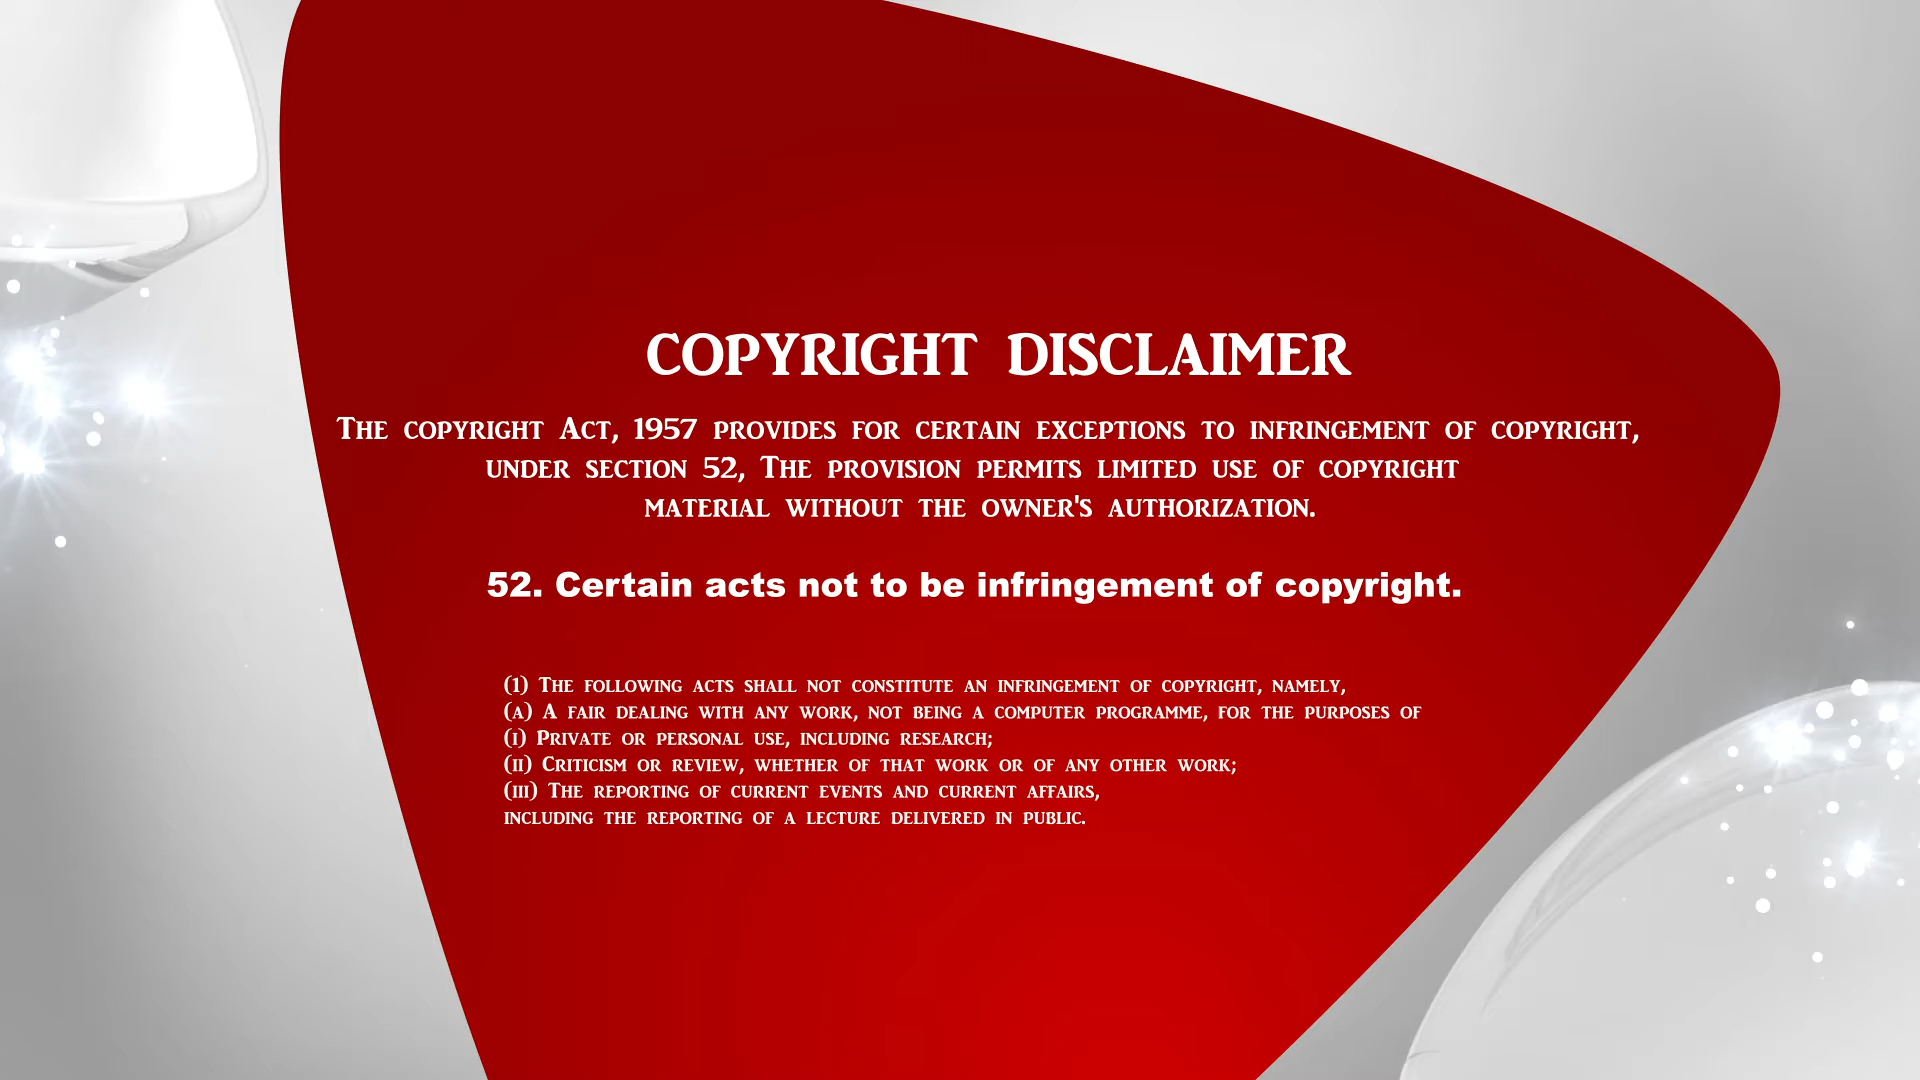 COPYRIGHT DISCLAIMER
The copyright Act, 1957 provides for certain exceptions to infringement of copyright,
under section 52, The provision permits limited use of copyright
material without the owner's authorization.
52. Certain acts not to be infringement of copyright.
(1) The following acts shall not constitute an infringement of copyright, namely,
(a) A fair dealing with any work, not being a computer programme, for the purposes of
(i) Private or personal use, including research;
(ii) Criticism or review, whether of that work or of any other work;
(iii) The reporting of current events and current affairs,
including the reporting of a lecture delivered in public.